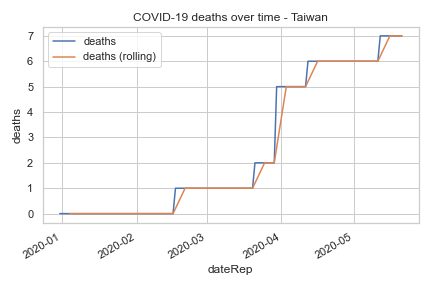 COVID-19 deaths over time - Taiwan
deaths
deaths (rolling)
7
6
5
4
3
2
1
0
deaths
2020-01
2020-02
2020-03
2020-04
2020-05
dateRep